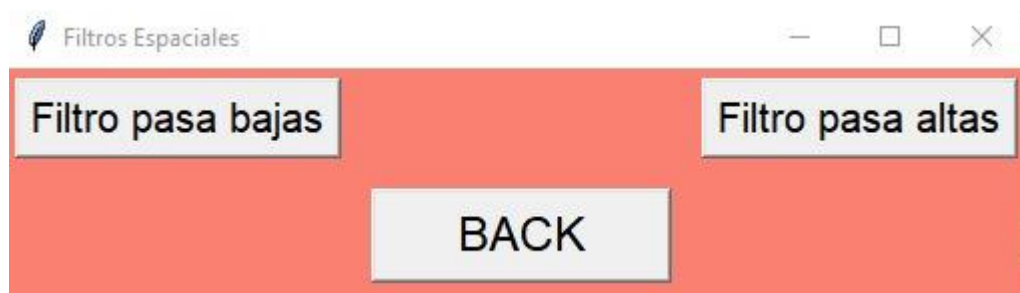 Filtros Espaciales
Filtro pasa bajas
Filtro pasa altas
BACK